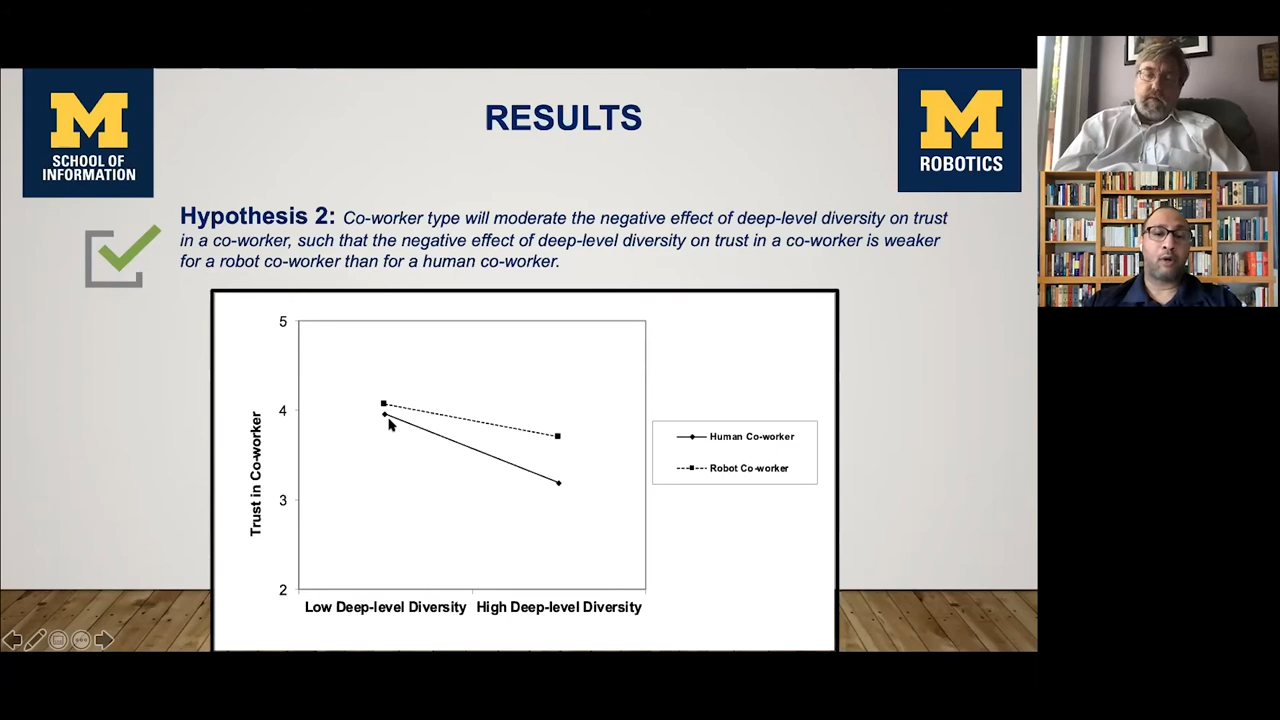 M
SCHOOL OF
INFORMATION
RESULTS
M
ROBOTICS
Hypothesis 2: Co-worker type will moderate the negative effect of deep-level diversity on trust
in a co-worker, such that the negative effect of deep-level diversity on trust in a co-worker is weaker
for a robot co-worker than for a human co-worker.
5
4
3
2
Trust in Co-worker
Low Deep-level Diversity High Deep-level Diversity
Human Co-worker
Robot Co-worker